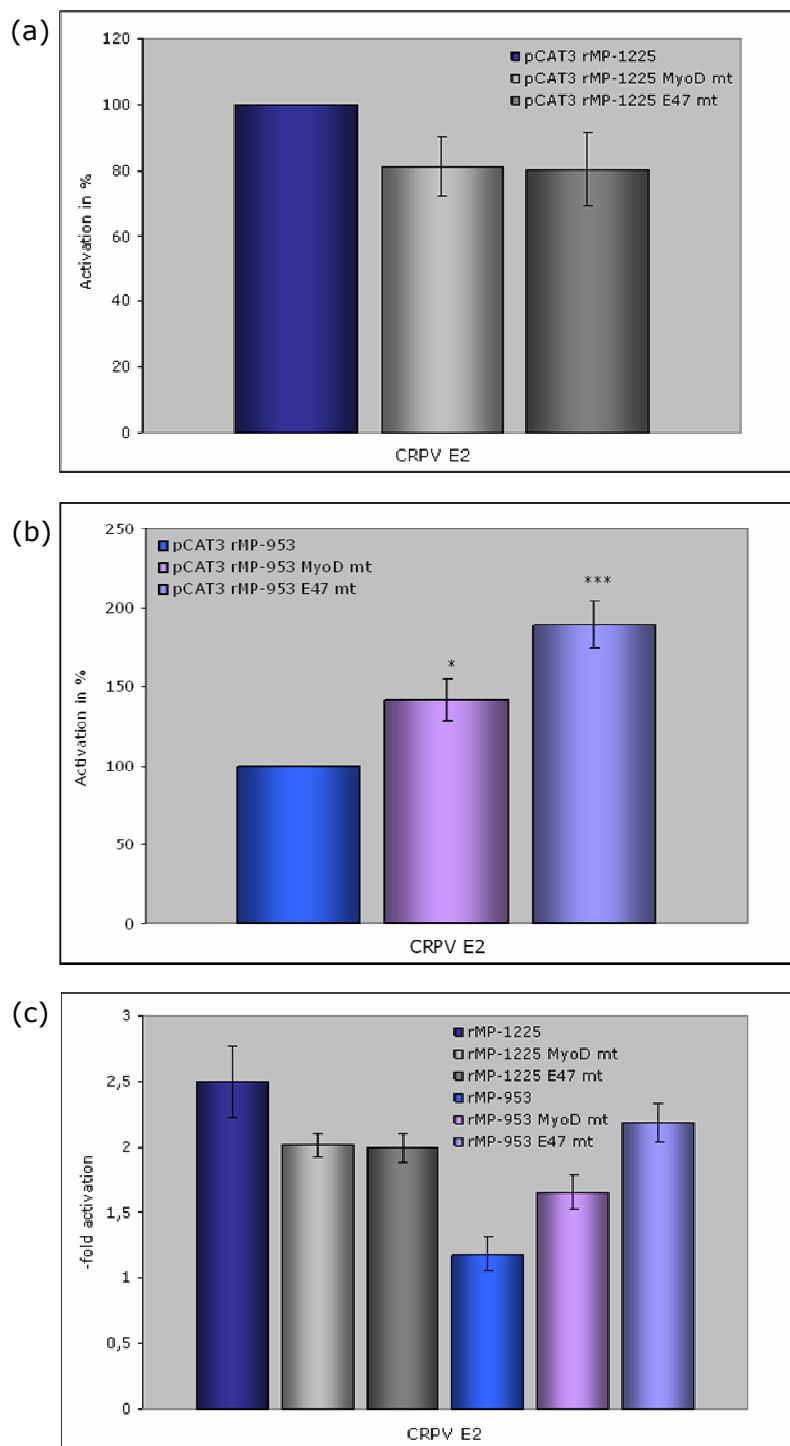 (a)
120
100
80
60
40
20
0
Activation in %
pCAT3 rMP-1225
pCAT3 rMP-1225 MyoD mt
pCAT3 rMP-1225 E47 mt
CRPV E2
(b)
250
200
150
100
50
0
Activation in %
pCAT3 rMP-953
pCAT3 rMP-953 MyoD mt
pCAT3 rMP-953 E47 mt
*
***
CRPV E2
(c)
3
2,5
2
1,5
1
0,5
0
-fold activation
rMP-1225
rMP-1225 MyoD mt
rMP-1225 E47 mt
rMP-953
rMP-953 MyoD mt
rMP-953 E47 mt
CRPV E2